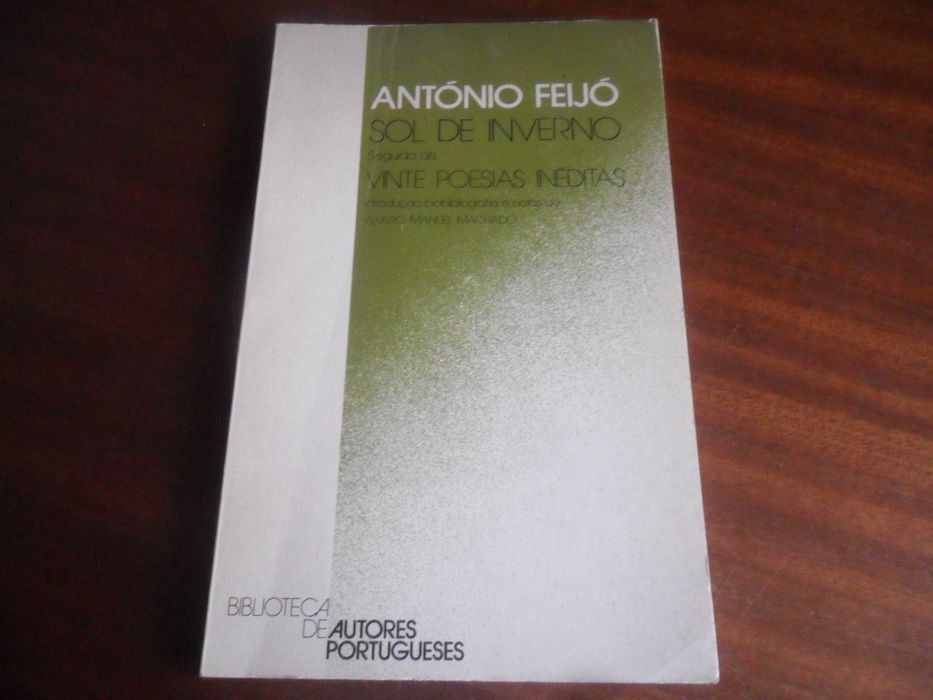 ANTÓNIO FEIJÓ
SOL DE INVERNO
Seguido de
VINTE POESIAS INÉDITAS
introdução, biobibliografia e notas de
ÁLVARO MANUEL MACHADO
BIBLIOTECA
DE AUTORES
PORTUGUESES